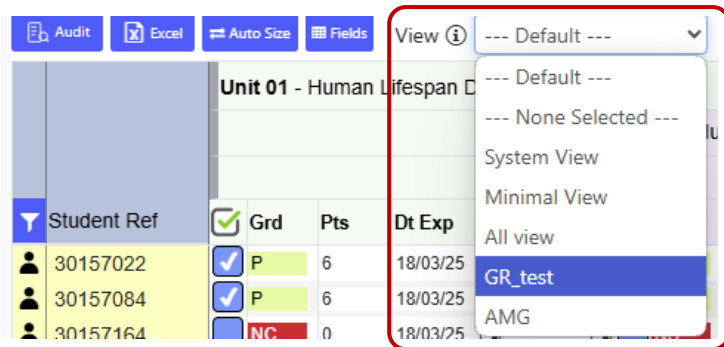 Audit Excel Auto Size Fields View --- Default ---
--- Default ---
Unit 01 - Human Lifespan D
--- None Selected ---
System View
Minimal View
Student Ref Grd Pts Dt Exp All view
30157022 P 6 18/03/25 GR_test
30157084 P 6 18/03/25
AMG
30157164 NC 0 18/03/25